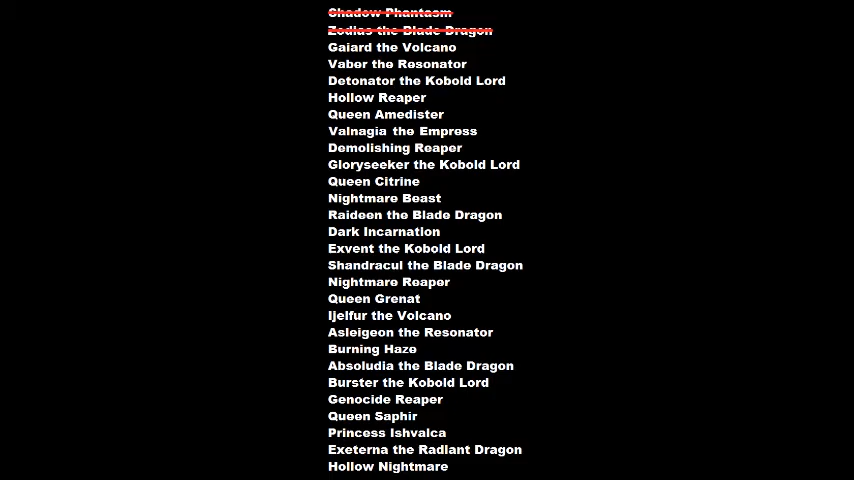 Shadow Phantasm
Zodias the Blade Dragon
Gaiard the Volcano
Vaber the Resonator
Detonator the Kobold Lord
Hollow Reaper
Queen Amedister
Valnagia the Empress
Demolishing Reaper
Gloryseeker the Kobold Lord
Queen Citrine
Nightmare Beast
Raideen the Blade Dragon
Dark Incarnation
Exvent the Kobold Lord
Shandracul the Blade Dragon
Nightmare Reaper
Queen Grenat
Ijelfur the Volcano
Asleigeon the Resonator
Burning Haze
Absoludia the Blade Dragon
Burster the Kobold Lord
Genocide Reaper
Queen Saphir
Princess Ishvalca
Exeterna the Radiant Dragon
Hollow Nightmare